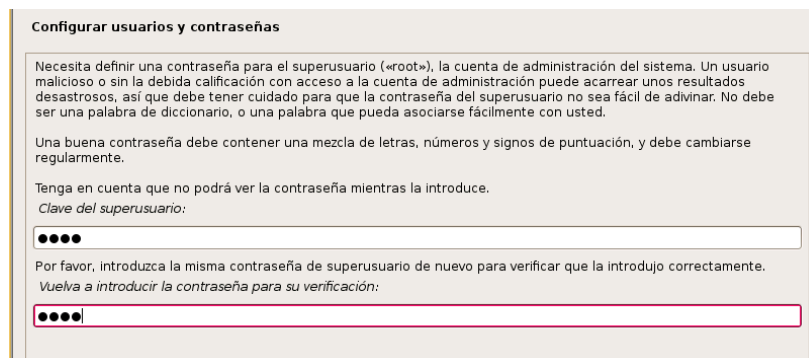 Configurar usuarios y contraseñas
Necesita definir una contraseña para el superusuario («root»), la cuenta de administración del sistema. Un usuario
malicioso o sin la debida calificación con acceso a la cuenta de administración puede acarrear unos resultados
desastrosos, así que debe tener cuidado para que la contraseña del superusuario no sea fácil de adivinar. No debe
ser una palabra de diccionario, o una palabra que pueda asociarse fácilmente con usted.
Una buena contraseña debe contener una mezcla de letras, números y signos de puntuación, y debe cambiarse
regularmente.
Tenga en cuenta que no podrá ver la contraseña mientras la introduce.
Clave del superusuario:
●●●●
Por favor, introduzca la misma contraseña de superusuario de nuevo para verificar que la introdujo correctamente.
Vuelva a introducir la contraseña para su verificación:
●●●●